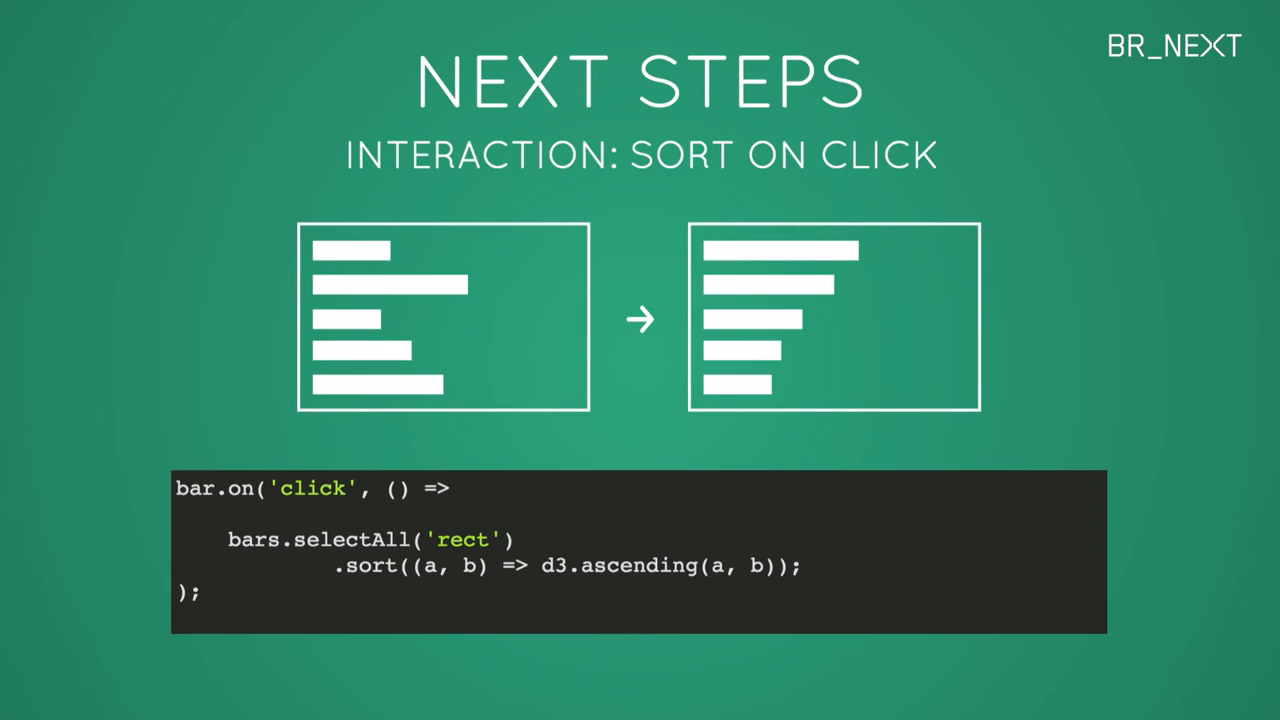 BR_NEXT
NEXT STEPS
INTERACTION: SORT ON CLICK
→
bar.on('click', () =>
bars.selectAll('rect')
.sort((a, b) => d3.ascending(a, b));
);